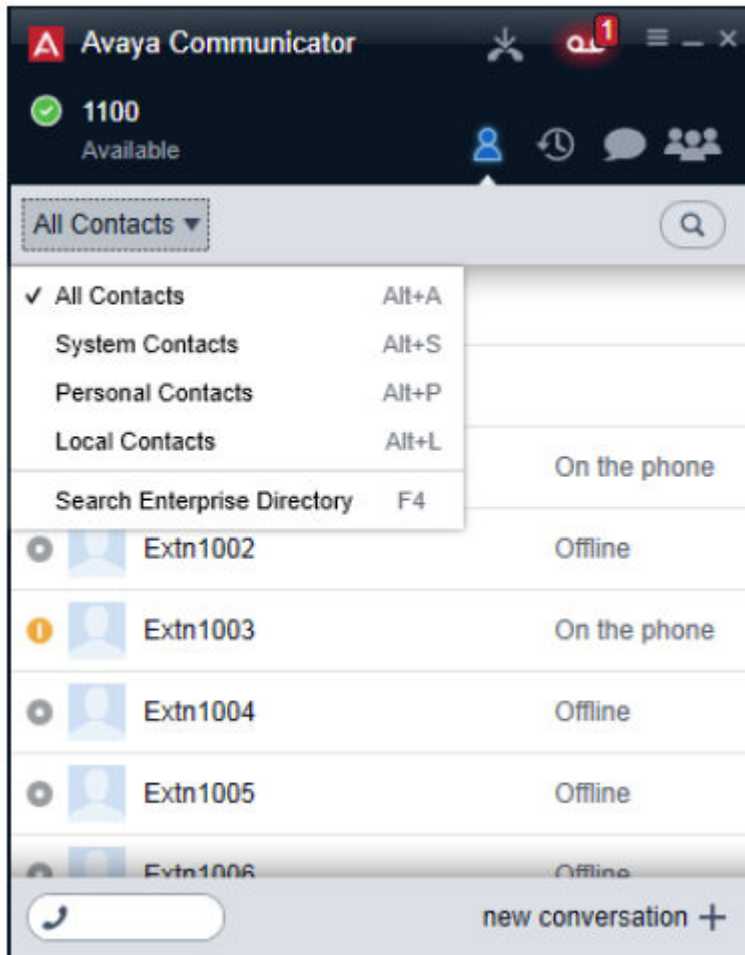 A Avaya Communicator 1
1100
Available
All Contacts
All Contacts Alt+A
System Contacts Alt+S
Personal Contacts Alt+P
Local Contacts Alt+L
On the phone
Search Enterprise Directory F4
Extn1002 Offline
Extn1003 On the phone
Extn1004 Offline
Extn1005 Offline
Extn1006 Offline
new conversation